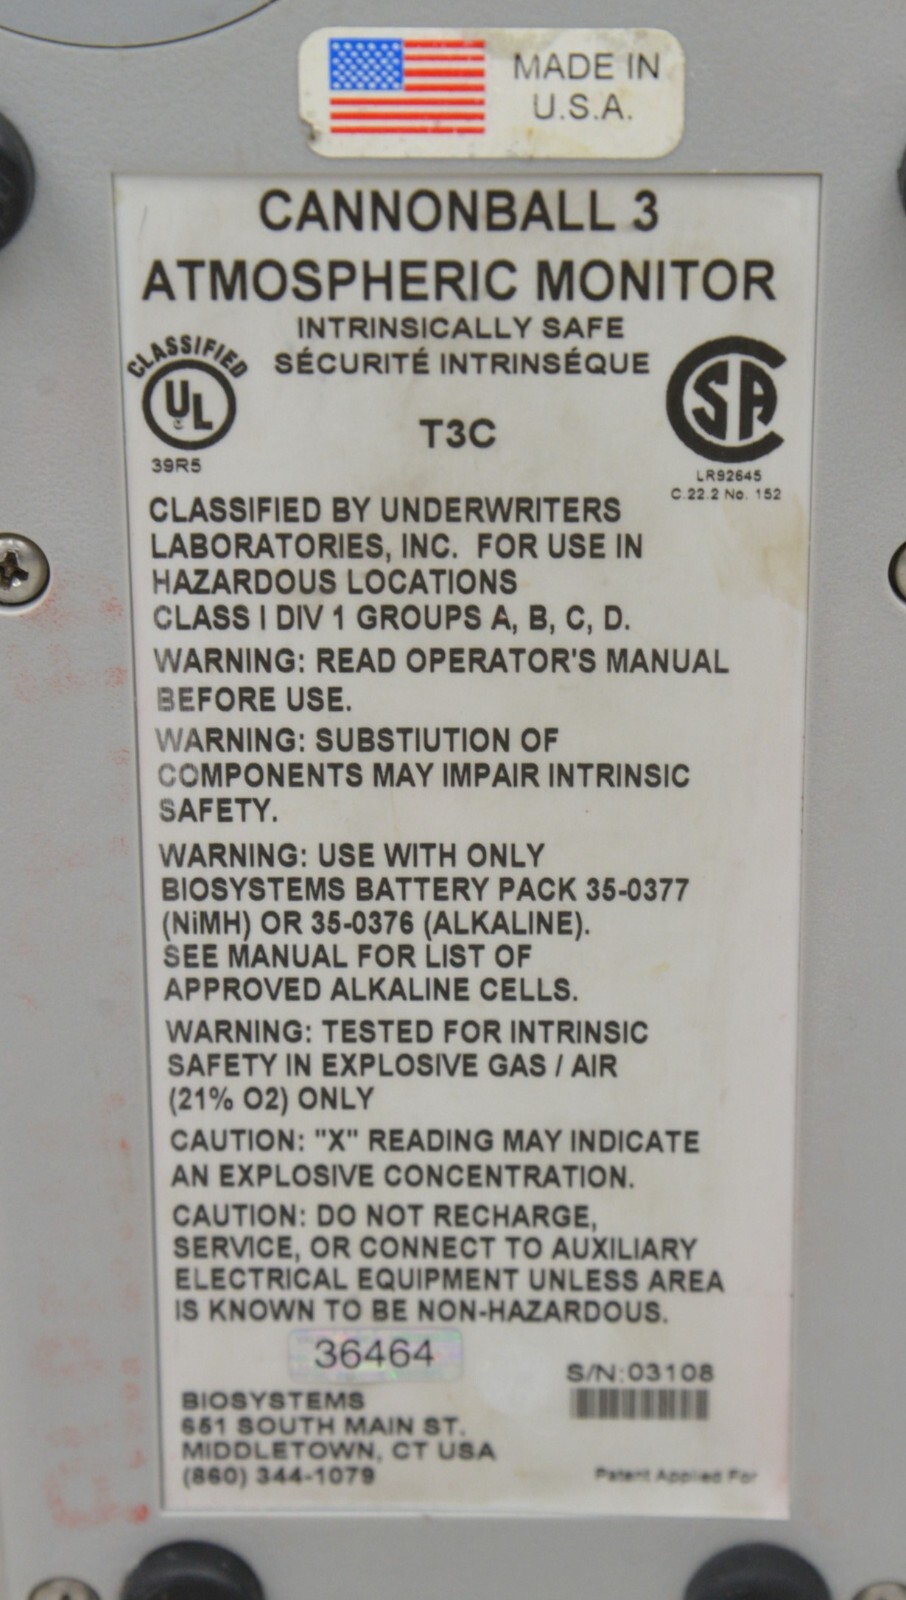 MADE IN
U.S.A.
CANNONBALL 3
ATMOSPHERIC MONITOR
INTRINSICALLY SAFE
SÉCURITÉ INTRINSÉQUE
CLASSIFIED
UL
39R5
T3C
SA
LR92645
C.22.2 No. 152
CLASSIFIED BY UNDERWRITERS
LABORATORIES, INC. FOR USE IN
HAZARDOUS LOCATIONS
CLASS I DIV 1 GROUPS A, B, C, D.
WARNING: READ OPERATOR'S MANUAL
BEFORE USE.
WARNING: SUBSTIUTION OF
COMPONENTS MAY IMPAIR INTRINSIC
SAFETY.
WARNING: USE WITH ONLY
BIOSYSTEMS BATTERY PACK 35-0377
(NiMH) OR 35-0376 (ALKALINE).
SEE MANUAL FOR LIST OF
APPROVED ALKALINE CELLS.
WARNING: TESTED FOR INTRINSIC
SAFETY IN EXPLOSIVE GAS / AIR
(21% O2) ONLY
CAUTION: "X" READING MAY INDICATE
AN EXPLOSIVE CONCENTRATION.
CAUTION: DO NOT RECHARGE,
SERVICE, OR CONNECT TO AUXILIARY
ELECTRICAL EQUIPMENT UNLESS AREA
IS KNOWN TO BE NON-HAZARDOUS.
36464
S/N:03108
BIOSYSTEMS
651 SOUTH MAIN ST.
MIDDLETOWN, CT USA
(860) 344-1079
Patent Applied For